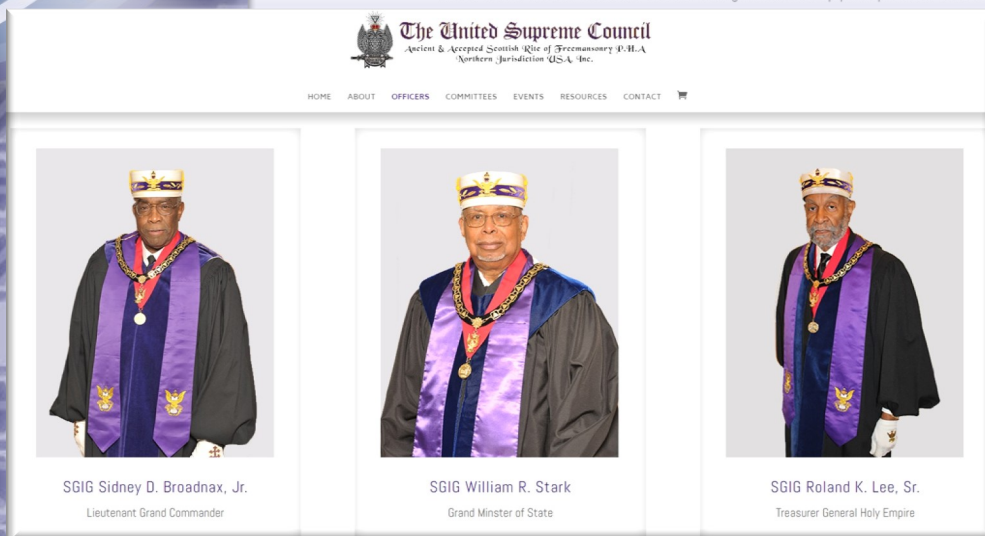 The United Supreme Council
Ancient & Accepted Scottish Rite of Freemasonry P.H.A
Northern Jurisdiction USA, Inc.
HOME ABOUT OFFICERS COMMITTEES EVENTS RESOURCES CONTACT
SGIG Sidney D. Broadnax, Jr. SGIG William R. Stark SGIG Roland K. Lee, Sr.
Lieutenant Grand Commander Grand Minster of State Treasurer General Holy Empire